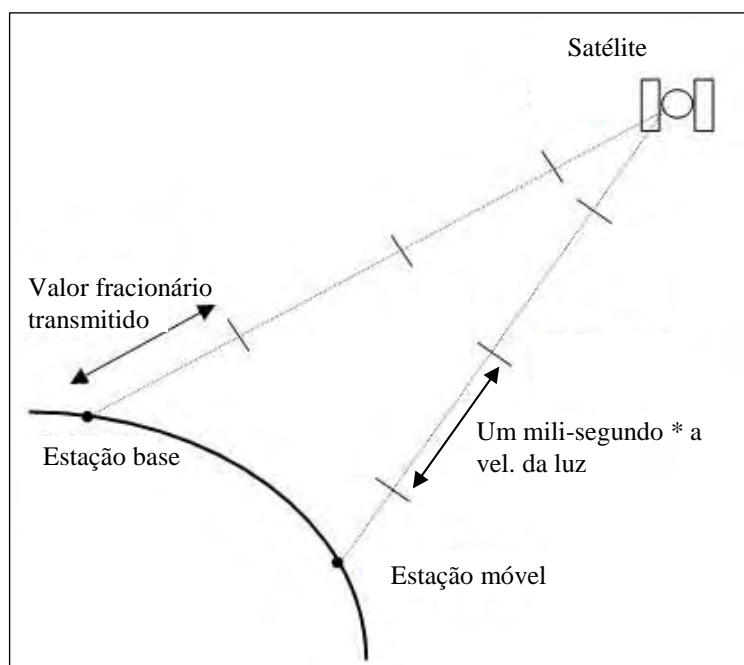 Satélite
Valor fracionário
transmitido
Um mili-segundo * a
vel. da luz
Estação base
Estação móvel